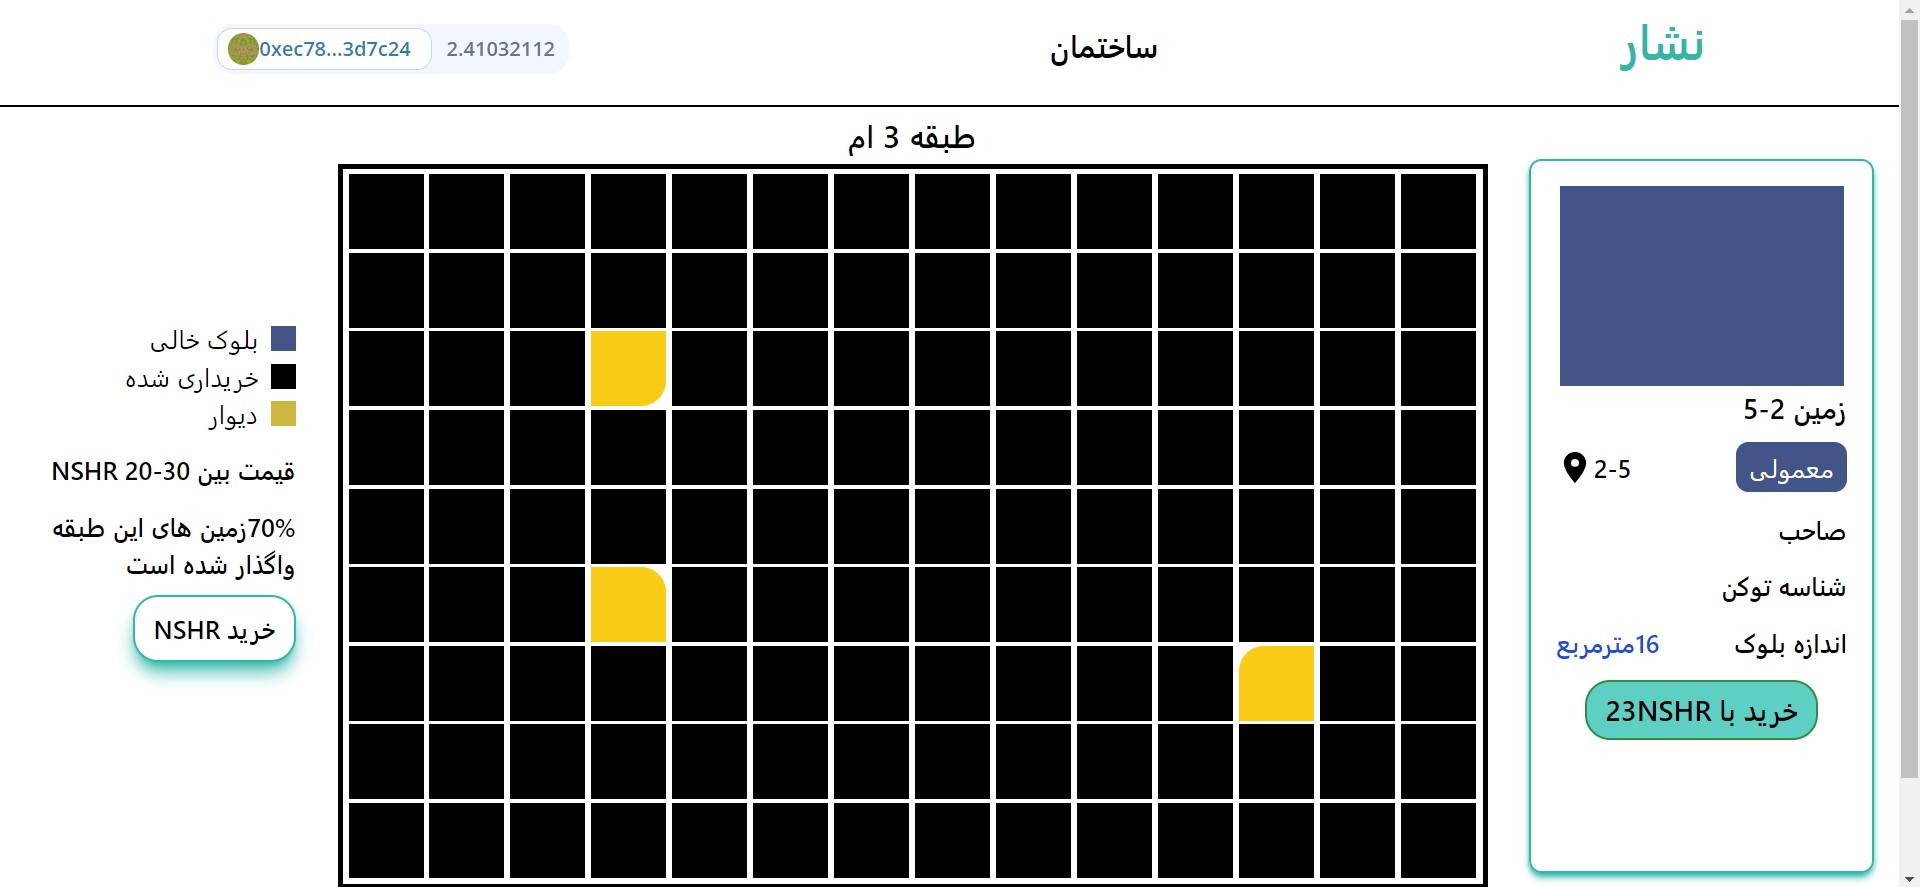 نشار
ساختمان
0xec78...3d7c24
2.41032112
طبقه 3 ام
زمین 2-5
معمولی
2-5
صاحب
شناسه توکن
اندازه بلوک
16مترمربع
خرید با 23NSHR
بلوک خالی
خریداری شده
دیوار
قیمت بین 20-30 NSHR
70%زمین های این طبقه
واگذار شده است
خرید NSHR